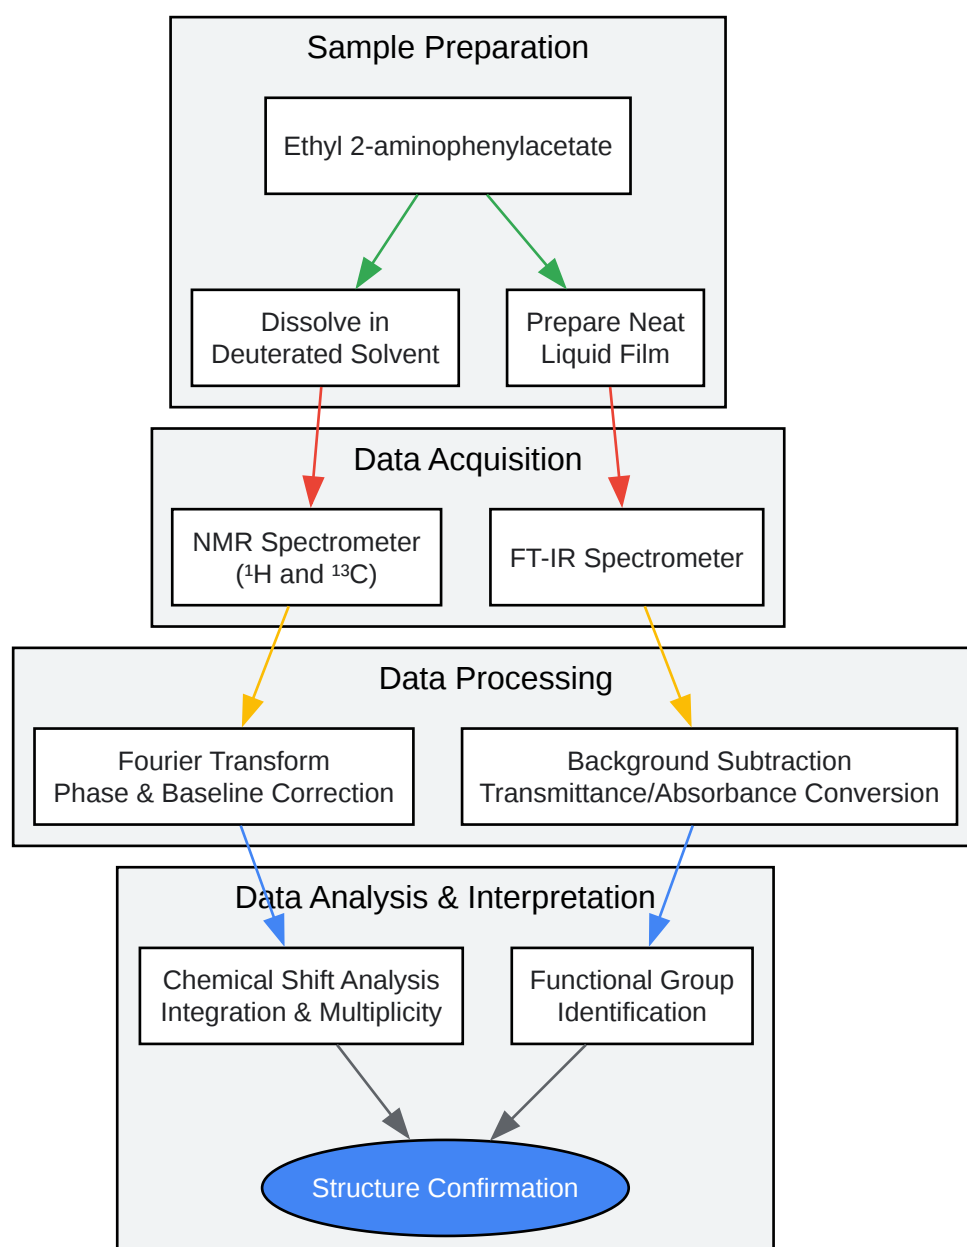 Sample Preparation
Ethyl 2-aminophenylacetate
Dissolve in
Deuterated Solvent
Prepare Neat
Liquid Film
Data Acquisition
NMR Spectrometer
(¹H and ¹³C)
FT-IR Spectrometer
Data Processing
Fourier Transform
Phase & Baseline Correction
Background Subtraction
Transmittance/Absorbance Conversion
Data Analysis & Interpretation
Chemical Shift Analysis
Integration & Multiplicity
Functional Group
Identification
Structure Confirmation